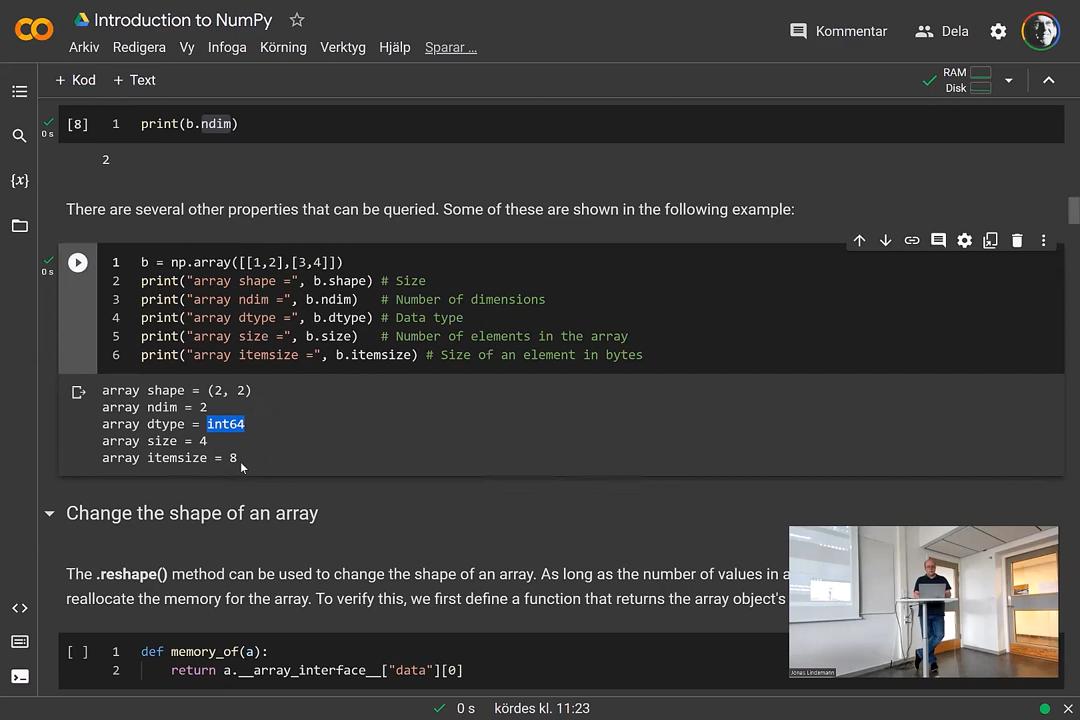 Introduction to NumPy
Arkiv Redigera Vy Infoga Körning Verktyg Hjälp Sparar ...
Kommentar Dela
+ Kod + Text
RAM
Disk
[8] 1 print(b.ndim)
0 s
2
There are several other properties that can be queried. Some of these are shown in the following example:
0 s
1 b = np.array([[1,2],[3,4]])
2 print("array shape =", b.shape) # Size
3 print("array ndim =", b.ndim) # Number of dimensions
4 print("array dtype =", b.dtype) # Data type
5 print("array size =", b.size) # Number of elements in the array
6 print("array itemsize =", b.itemsize) # Size of an element in bytes
array shape = (2, 2)
array ndim = 2
array dtype = int64
array size = 4
array itemsize = 8
Change the shape of an array
The .reshape() method can be used to change the shape of an array. As long as the number of values in a
reallocate the memory for the array. To verify this, we first define a function that returns the array object's
[ ] 1 def memory_of(a):
2 return a.__array_interface__["data"][0]
Jonas Lindemann
0 s kördes kl. 11:23